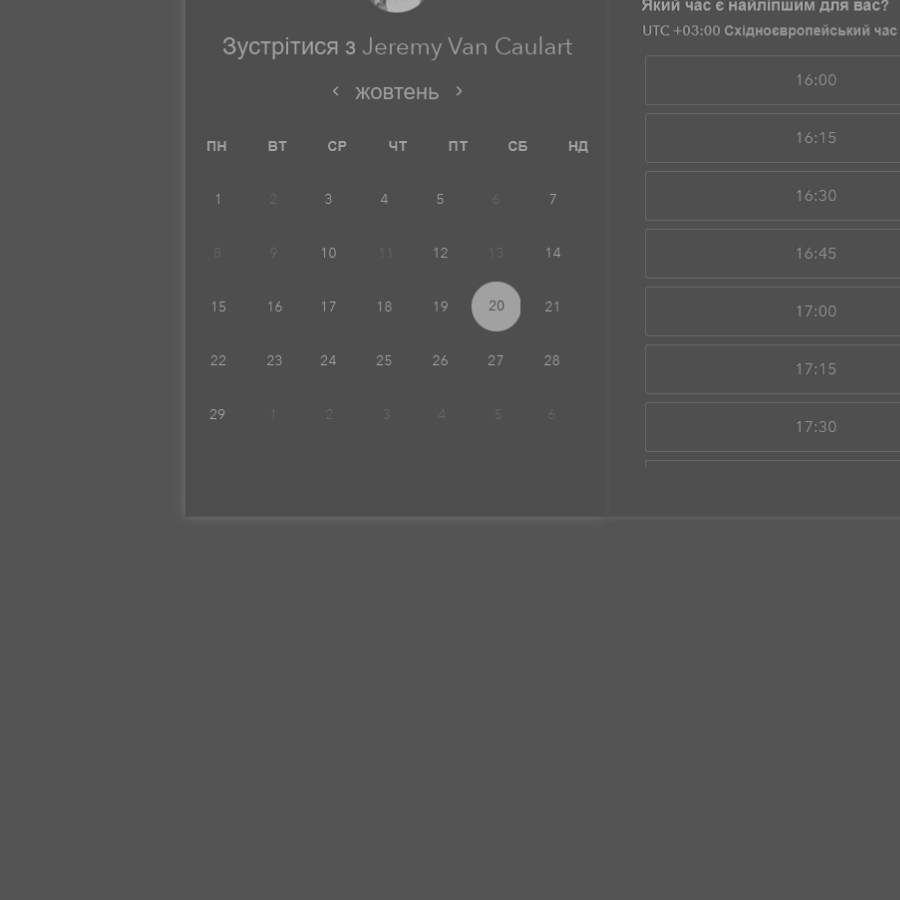 Зустрітися з Jeremy Van Caulart
‹ жовтень ›
ПН ВТ СР ЧТ ПТ СБ НД
1 2 3 4 5 6 7
8 9 10 11 12 13 14
15 16 17 18 19 20 21
22 23 24 25 26 27 28
29 1 2 3 4 5 6
Який час є найліпшим для вас?
UTC +03:00 Східноєвропейський час
16:00
16:15
16:30
16:45
17:00
17:15
17:30